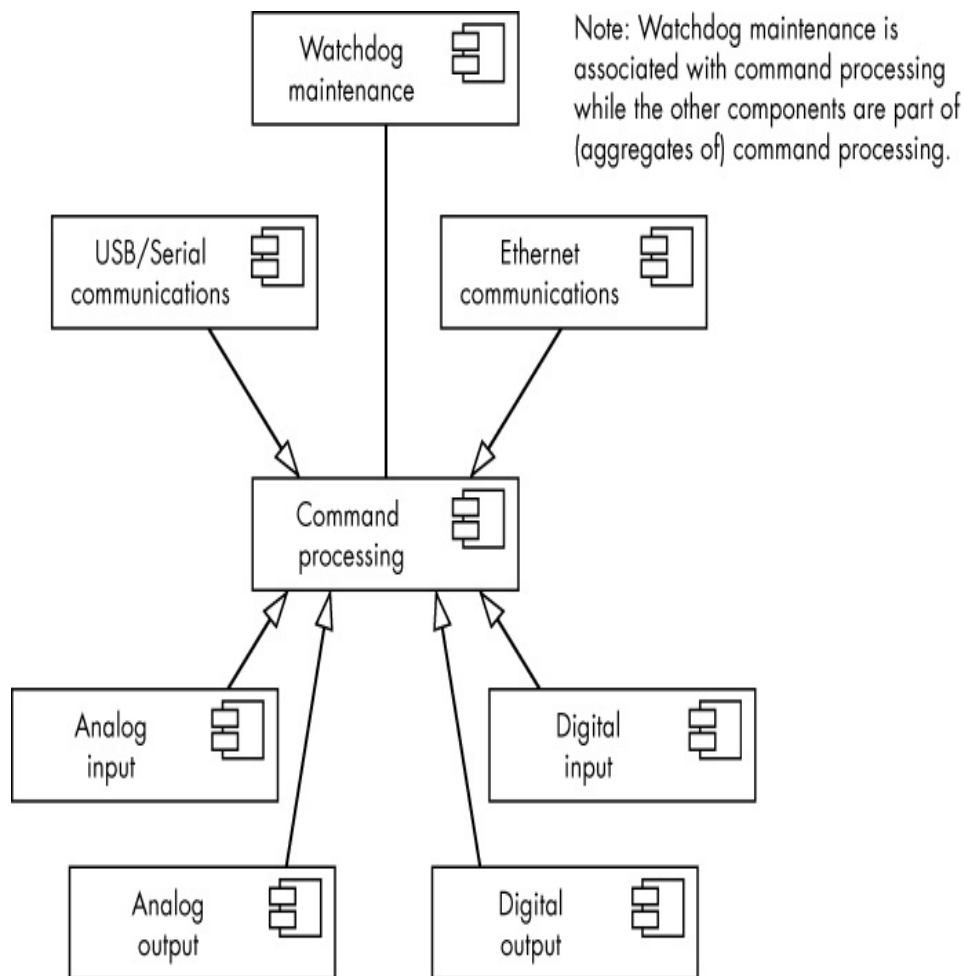 Watchdog
maintenance
Note: Watchdog maintenance is
associated with command processing
while the other components are part of
(aggregates of) command processing.
USB/Serial
communications
Ethernet
communications
Command
processing
Analog
input
Digital
input
Analog
output
Digital
output